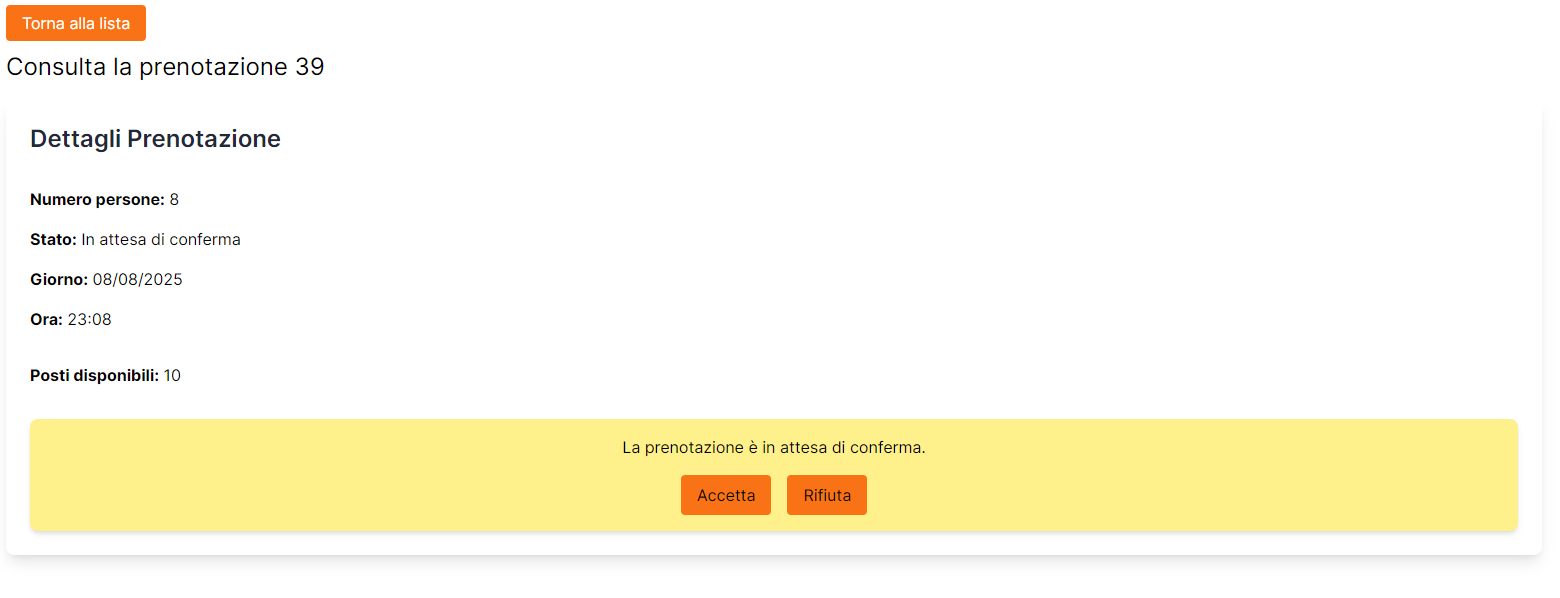 Torna alla lista
Consulta la prenotazione 39
Dettagli Prenotazione
Numero persone: 8
Stato: In attesa di conferma
Giorno: 08/08/2025
Ora: 23:08
Posti disponibili: 10
La prenotazione è in attesa di conferma.
Accetta Rifiuta